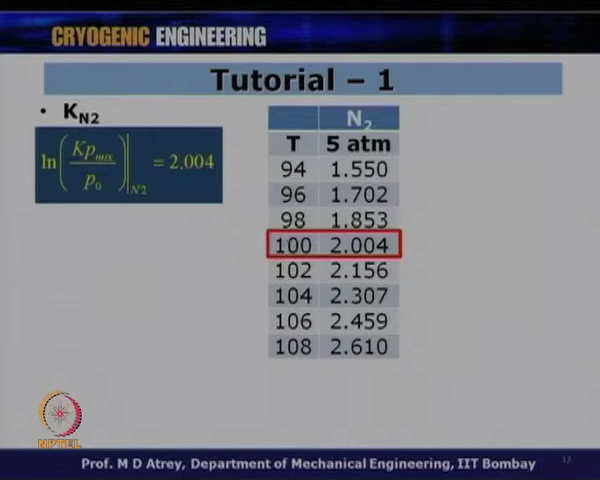 CRYOGENIC ENGINEERING
Tutorial – 1
• K_N2
ln(Kp_mix / p_0)|_N2 = 2.004
N_2
T 5 atm
94 1.550
96 1.702
98 1.853
100 2.004
102 2.156
104 2.307
106 2.459
108 2.610
NPTEL
Prof. M D Atrey, Department of Mechanical Engineering, IIT Bombay
32